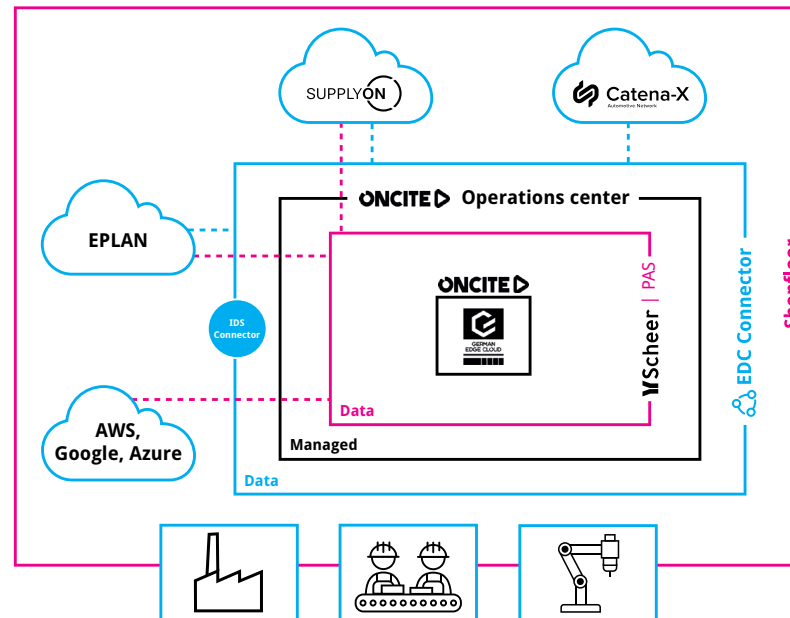 SUPPLYON
Catena-X
Automotive Network
ONCITE Operations center
EPLAN
ONCITE
GERMAN
EDGE CLOUD
IDS
Connector
Scheer | PAS
EDC Connector
AWS,
Google, Azure
Data
Managed
Data